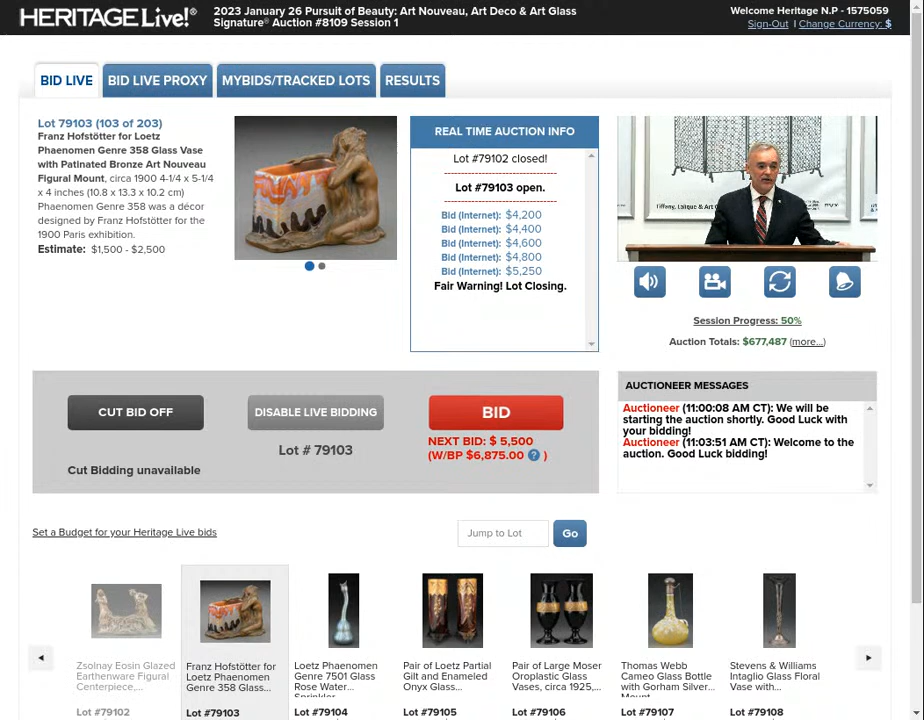 HERITAGE Live!®
2023 January 26 Pursuit of Beauty: Art Nouveau, Art Deco & Art Glass
Signature® Auction #8109 Session 1
Welcome Heritage N.P - 1575059
Sign-Out | Change Currency: $
BID LIVE
BID LIVE PROXY
MYBIDS/TRACKED LOTS
RESULTS
Lot 79103 (103 of 203)
Franz Hofstötter for Loetz
Phaenomen Genre 358 Glass Vase
with Patinated Bronze Art Nouveau
Figural Mount, circa 1900 4-1/4 x 5-1/4
x 4 inches (10.8 x 13.3 x 10.2 cm)
Phaenomen Genre 358 was a décor
designed by Franz Hofstötter for the
1900 Paris exhibition.
Estimate: $1,500 - $2,500
REAL TIME AUCTION INFO
Lot #79102 closed!
Lot #79103 open.
Bid (Internet): $4,200
Bid (Internet): $4,400
Bid (Internet): $4,600
Bid (Internet): $4,800
Bid (Internet): $5,250
Fair Warning! Lot Closing.
Tiffany, Lalique & Art
Session Progress: 50%
Auction Totals: $677,487 (more...)
CUT BID OFF
Cut Bidding unavailable
DISABLE LIVE BIDDING
Lot # 79103
BID
NEXT BID: $ 5,500
(W/BP $6,875.00 ? )
AUCTIONEER MESSAGES
Auctioneer (11:00:08 AM CT): We will be
starting the auction shortly. Good Luck with
your bidding!
Auctioneer (11:03:51 AM CT): Welcome to the
auction. Good Luck bidding!
Set a Budget for your Heritage Live bids
Jump to Lot
Go
Zsolnay Eosin Glazed
Earthenware Figural
Centerpiece,...
Lot #79102
Franz Hofstötter for
Loetz Phaenomen
Genre 358 Glass...
Lot #79103
Loetz Phaenomen
Genre 7501 Glass
Rose Water
Sprinkler
Lot #79104
Pair of Loetz Partial
Gilt and Enameled
Onyx Glass...
Lot #79105
Pair of Large Moser
Oroplastic Glass
Vases, circa 1925,...
Lot #79106
Thomas Webb
Cameo Glass Bottle
with Gorham Silver...
Mount
Lot #79107
Stevens & Williams
Intaglio Glass Floral
Vase with...
Lot #79108